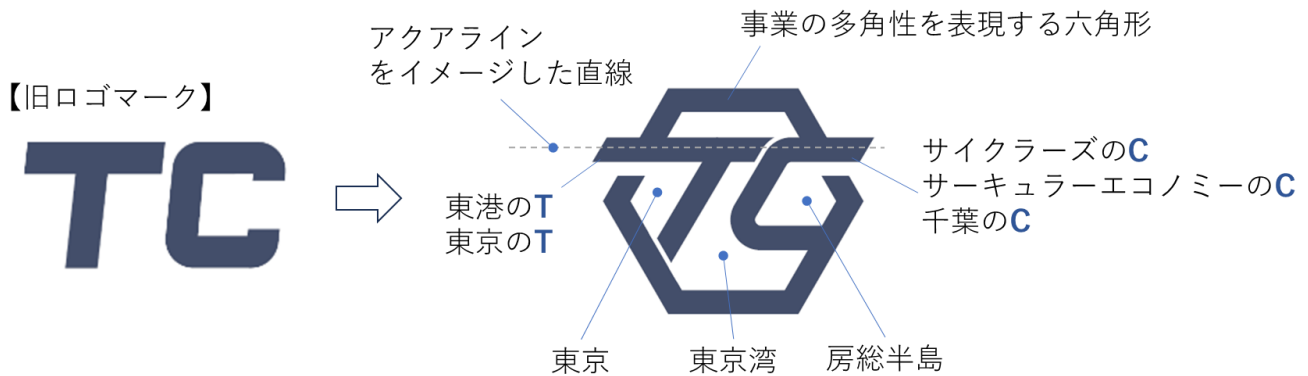 【旧ロゴマーク】
TC
アクアライン
をイメージした直線
事業の多角性を表現する六角形
TC
東港のT
東京のT
サイクラーズのC
サーキュラーエコノミーのC
千葉のC
東京
東京湾
房総半島